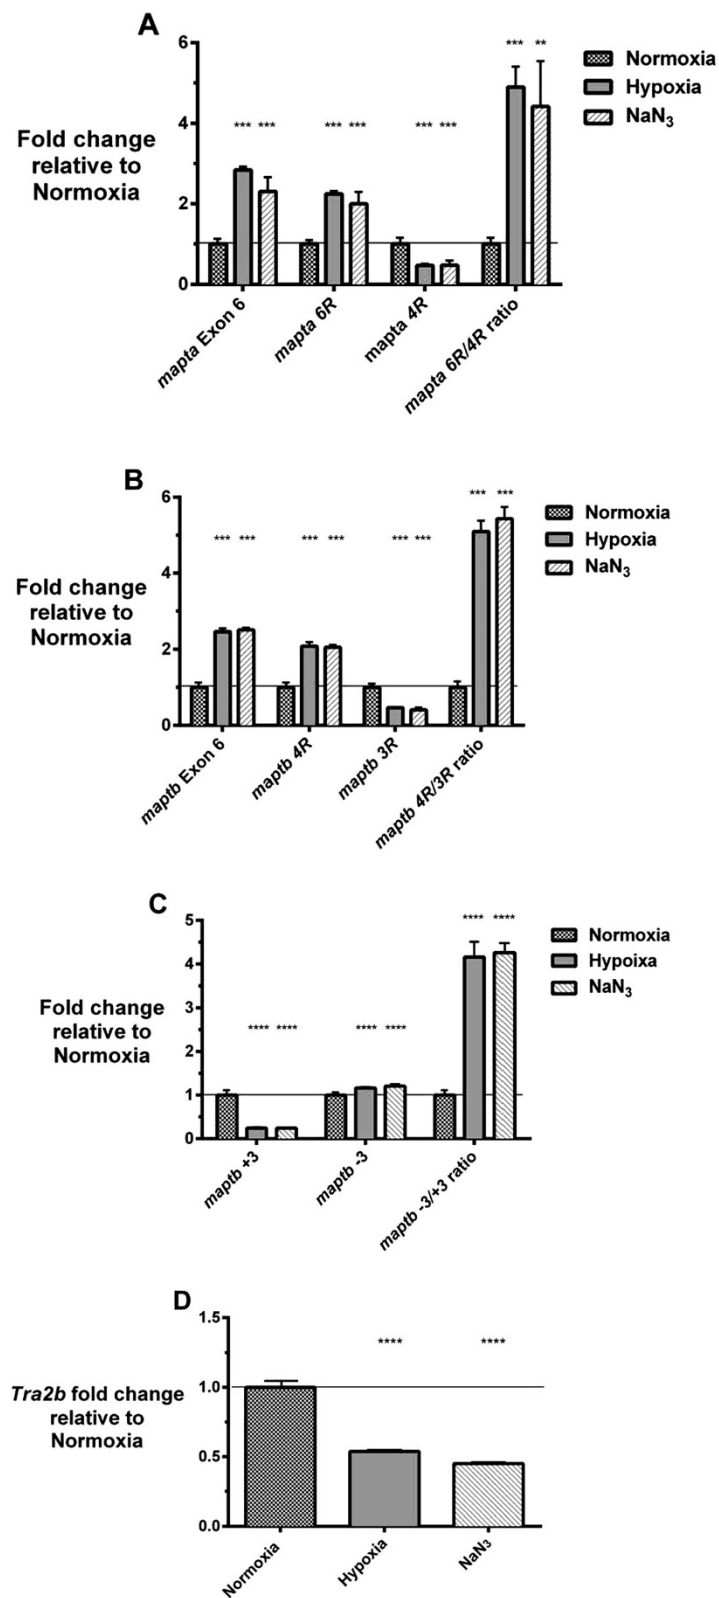 A
Fold change
relative to
Normoxia
6
4
2
0
*** *** *** *** *** *** *** **
Normoxia
Hypoxia
NaN3
mapta Exon 6
mapta 6R
mapta 4R
mapta 6R/4R ratio
B
Fold change
relative to
Normoxia
6
4
2
0
*** *** *** *** *** *** *** ***
Normoxia
Hypoxia
NaN3
maptb Exon 6
maptb 4R
maptb 3R
maptb 4R/3R ratio
C
Fold change
relative to
Normoxia
5
4
3
2
1
0
**** **** **** **** **** ****
Normoxia
Hypoixa
NaN3
maptb +3
maptb -3
maptb -3/+3 ratio
D
Tra2b fold change
relative to
Normoxia
1.5
1.0
0.5
0.0
**** ****
Normoxia
Hypoxia
NaN3